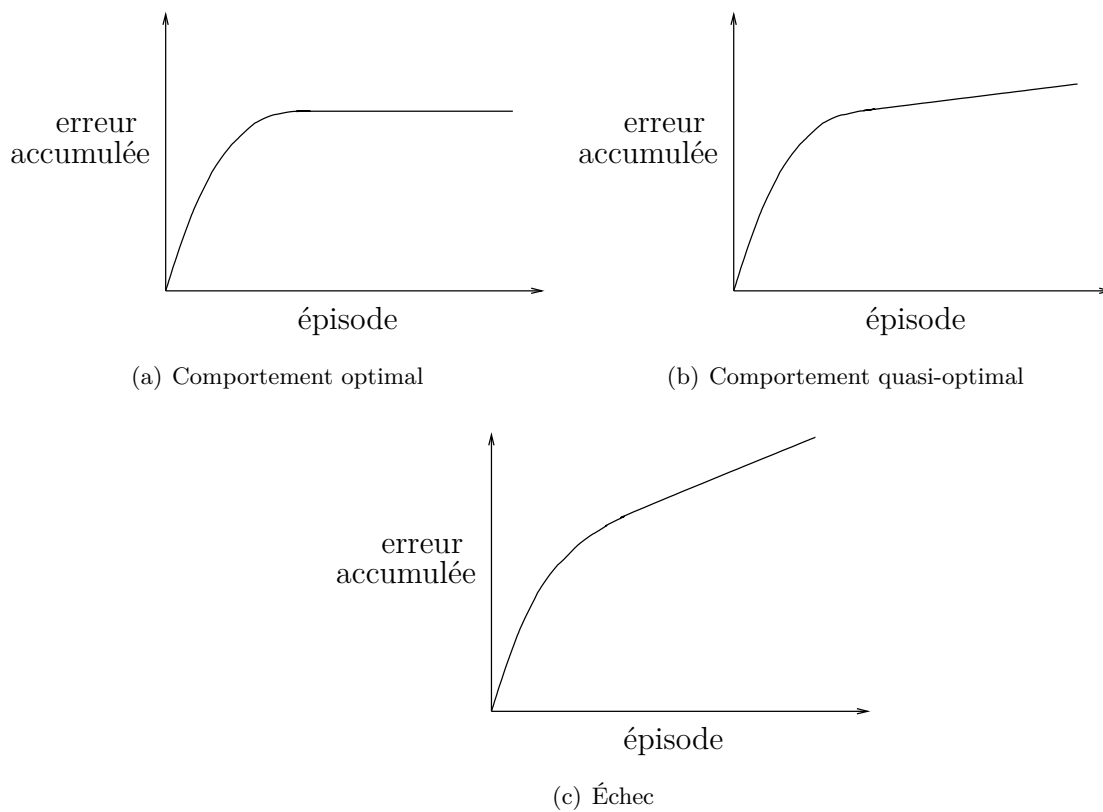 erreur
accumulée
épisode
(a) Comportement optimal
erreur
accumulée
épisode
(b) Comportement quasi-optimal
erreur
accumulée
épisode
(c) Échec